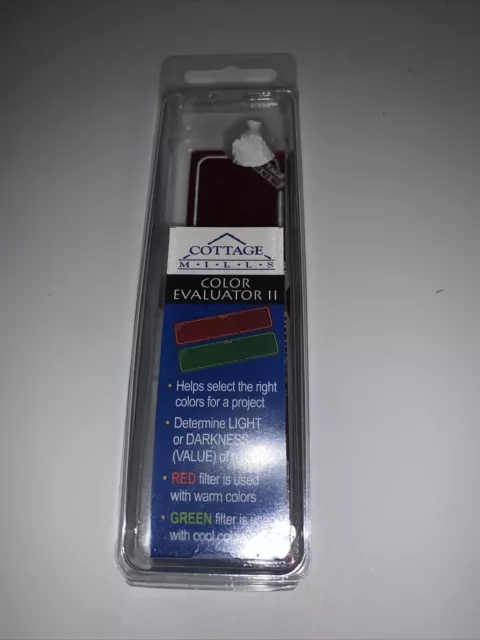 COTTAGE
M·I·L·L·S
COLOR
EVALUATOR II
• Helps select the right
colors for a project
• Determine LIGHT
or DARKNESS
(VALUE) of
• RED filter is used
with warm colors
• GREEN filter is used
with cool